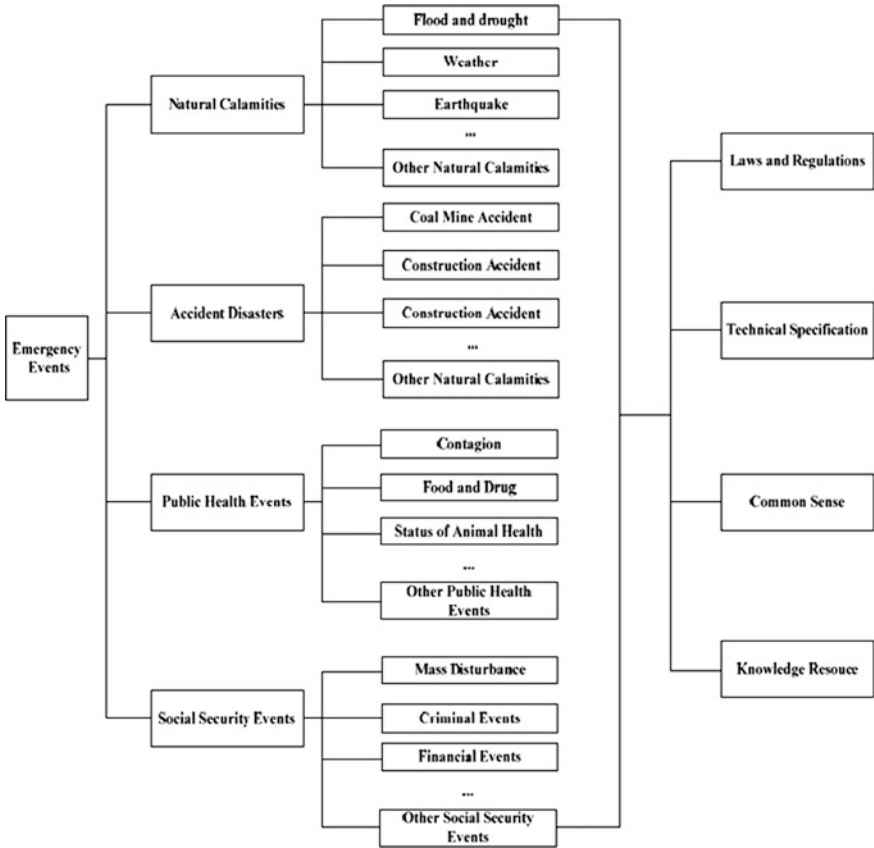 Emergency
Events
Natural Calamities
Flood and drought
Weather
Earthquake
...
Other Natural Calamities
Accident Disasters
Coal Mine Accident
Construction Accident
Construction Accident
...
Other Natural Calamities
Public Health Events
Contagion
Food and Drug
Status of Animal Health
...
Other Public Health
Events
Social Security Events
Mass Disturbance
Criminal Events
Financial Events
...
Other Social Security
Events
Laws and Regulations
Technical Specification
Common Sense
Knowledge Resouce